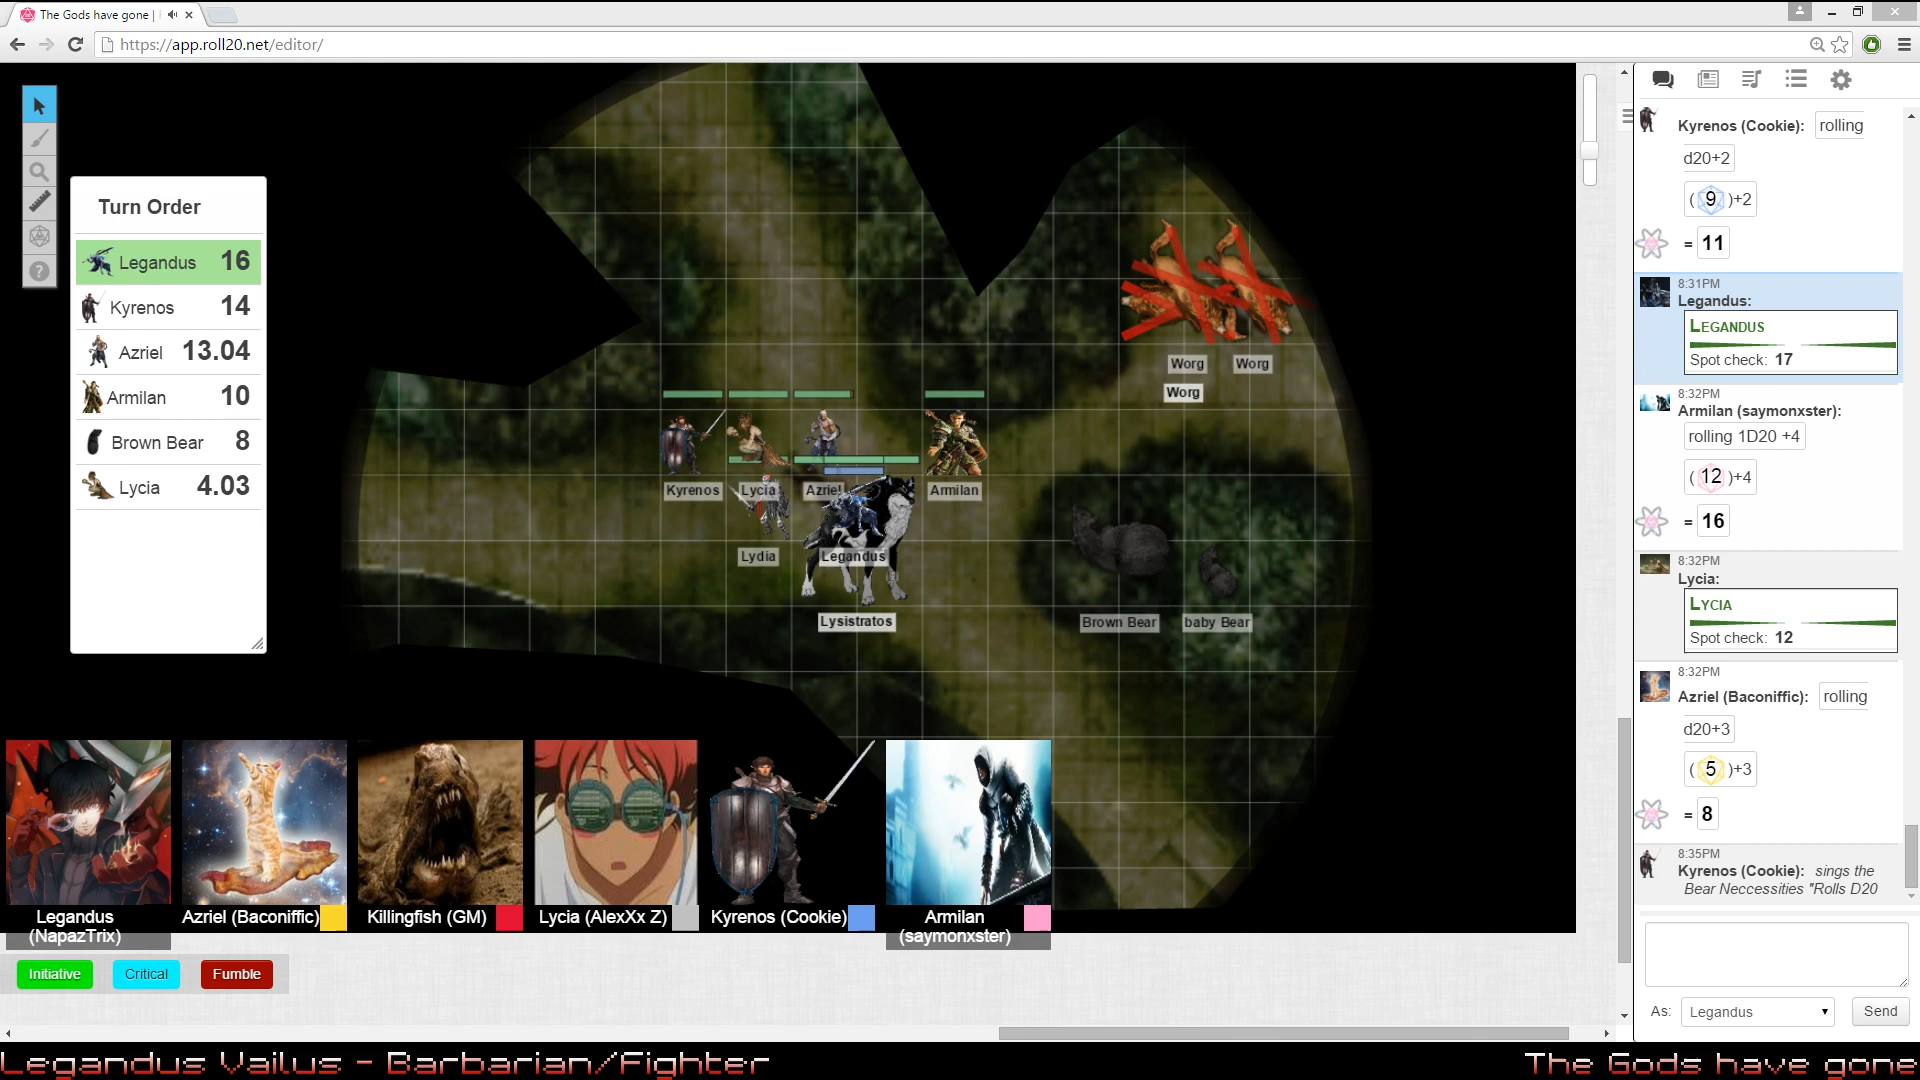 The Gods have gone |
https://app.roll20.net/editor/
Turn Order
Legandus 16
Kyrenos 14
Azriel 13.04
Armilan 10
Brown Bear 8
Lycia 4.03
Worg Worg
Worg
Kyrenos Lycia Azriel Armilan
Lydia Legandus
Lysistratos
Brown Bear baby Bear
Legandus
(NapazTrix)
Azriel (Baconiffic)
Killingfish (GM)
Lycia (AlexXx Z)
Kyrenos (Cookie)
Armilan
(saymonxster)
Initiative Critical Fumble
Kyrenos (Cookie): rolling
d20+2
(9)+2
= 11
8:31PM
Legandus:
LEGANDUS
Spot check: 17
8:32PM
Armilan (saymonxster):
rolling 1D20 +4
(12)+4
= 16
8:32PM
Lycia:
LYCIA
Spot check: 12
8:32PM
Azriel (Baconiffic): rolling
d20+3
(5)+3
= 8
8:35PM
Kyrenos (Cookie): sings the
Bear Neccessities "Rolls D20
As: Legandus Send
Legandus Vailus - Barbarian/Fighter
The Gods have gone